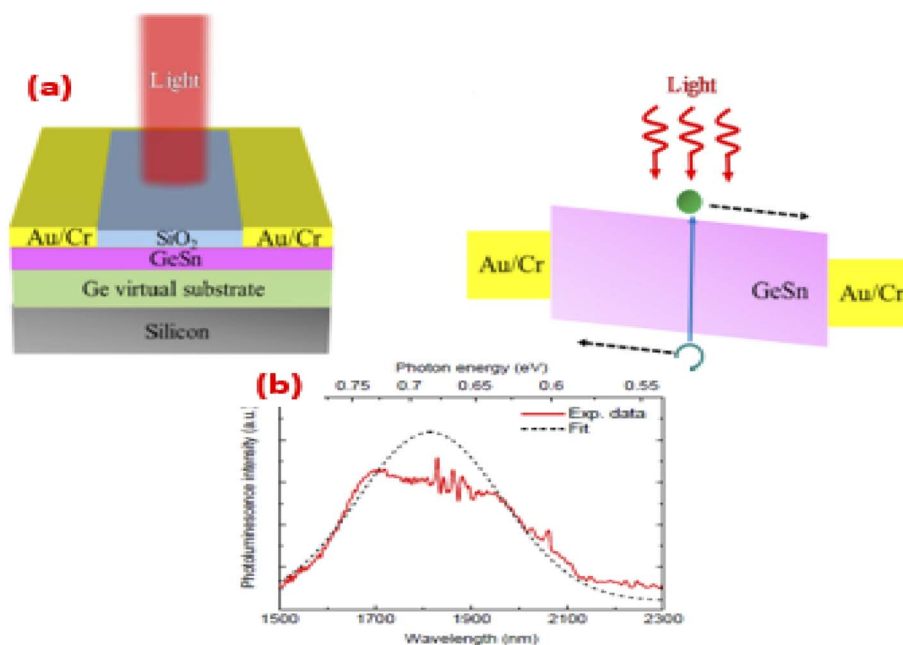 (a)
Light
Au/Cr
SiO₂
Au/Cr
GeSn
Ge virtual substrate
Silicon
Light
Au/Cr
GeSn
Au/Cr
(b)
Photon energy (eV)
0.75 0.7 0.65 0.6 0.55
Photoluminescence intensity (a.u.)
Exp. data
Fit
1500 1700 1900 2100 2300
Wavelength (nm)